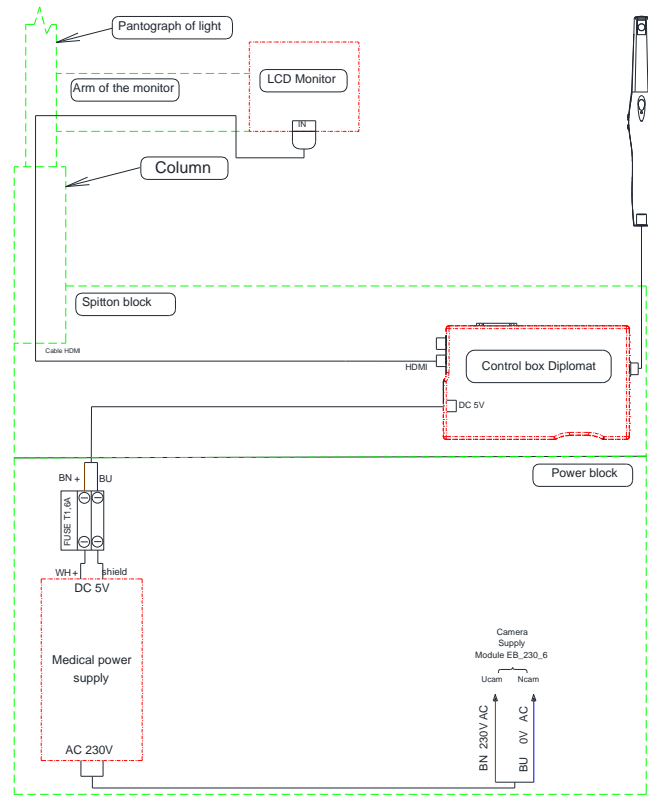 Pantograph of light
LCD Monitor
Arm of the monitor
IN
Column
Spitton block
Cable HDMI
HDMI
Control box Diplomat
DC 5V
Power block
BN +
BU
FUSE T1,6A
WH+
shield
DC 5V
Medical power
supply
AC 230V
Camera
Supply
Module EB_230_6
Ucam
Ncam
BN 230V AC
BU 0V AC